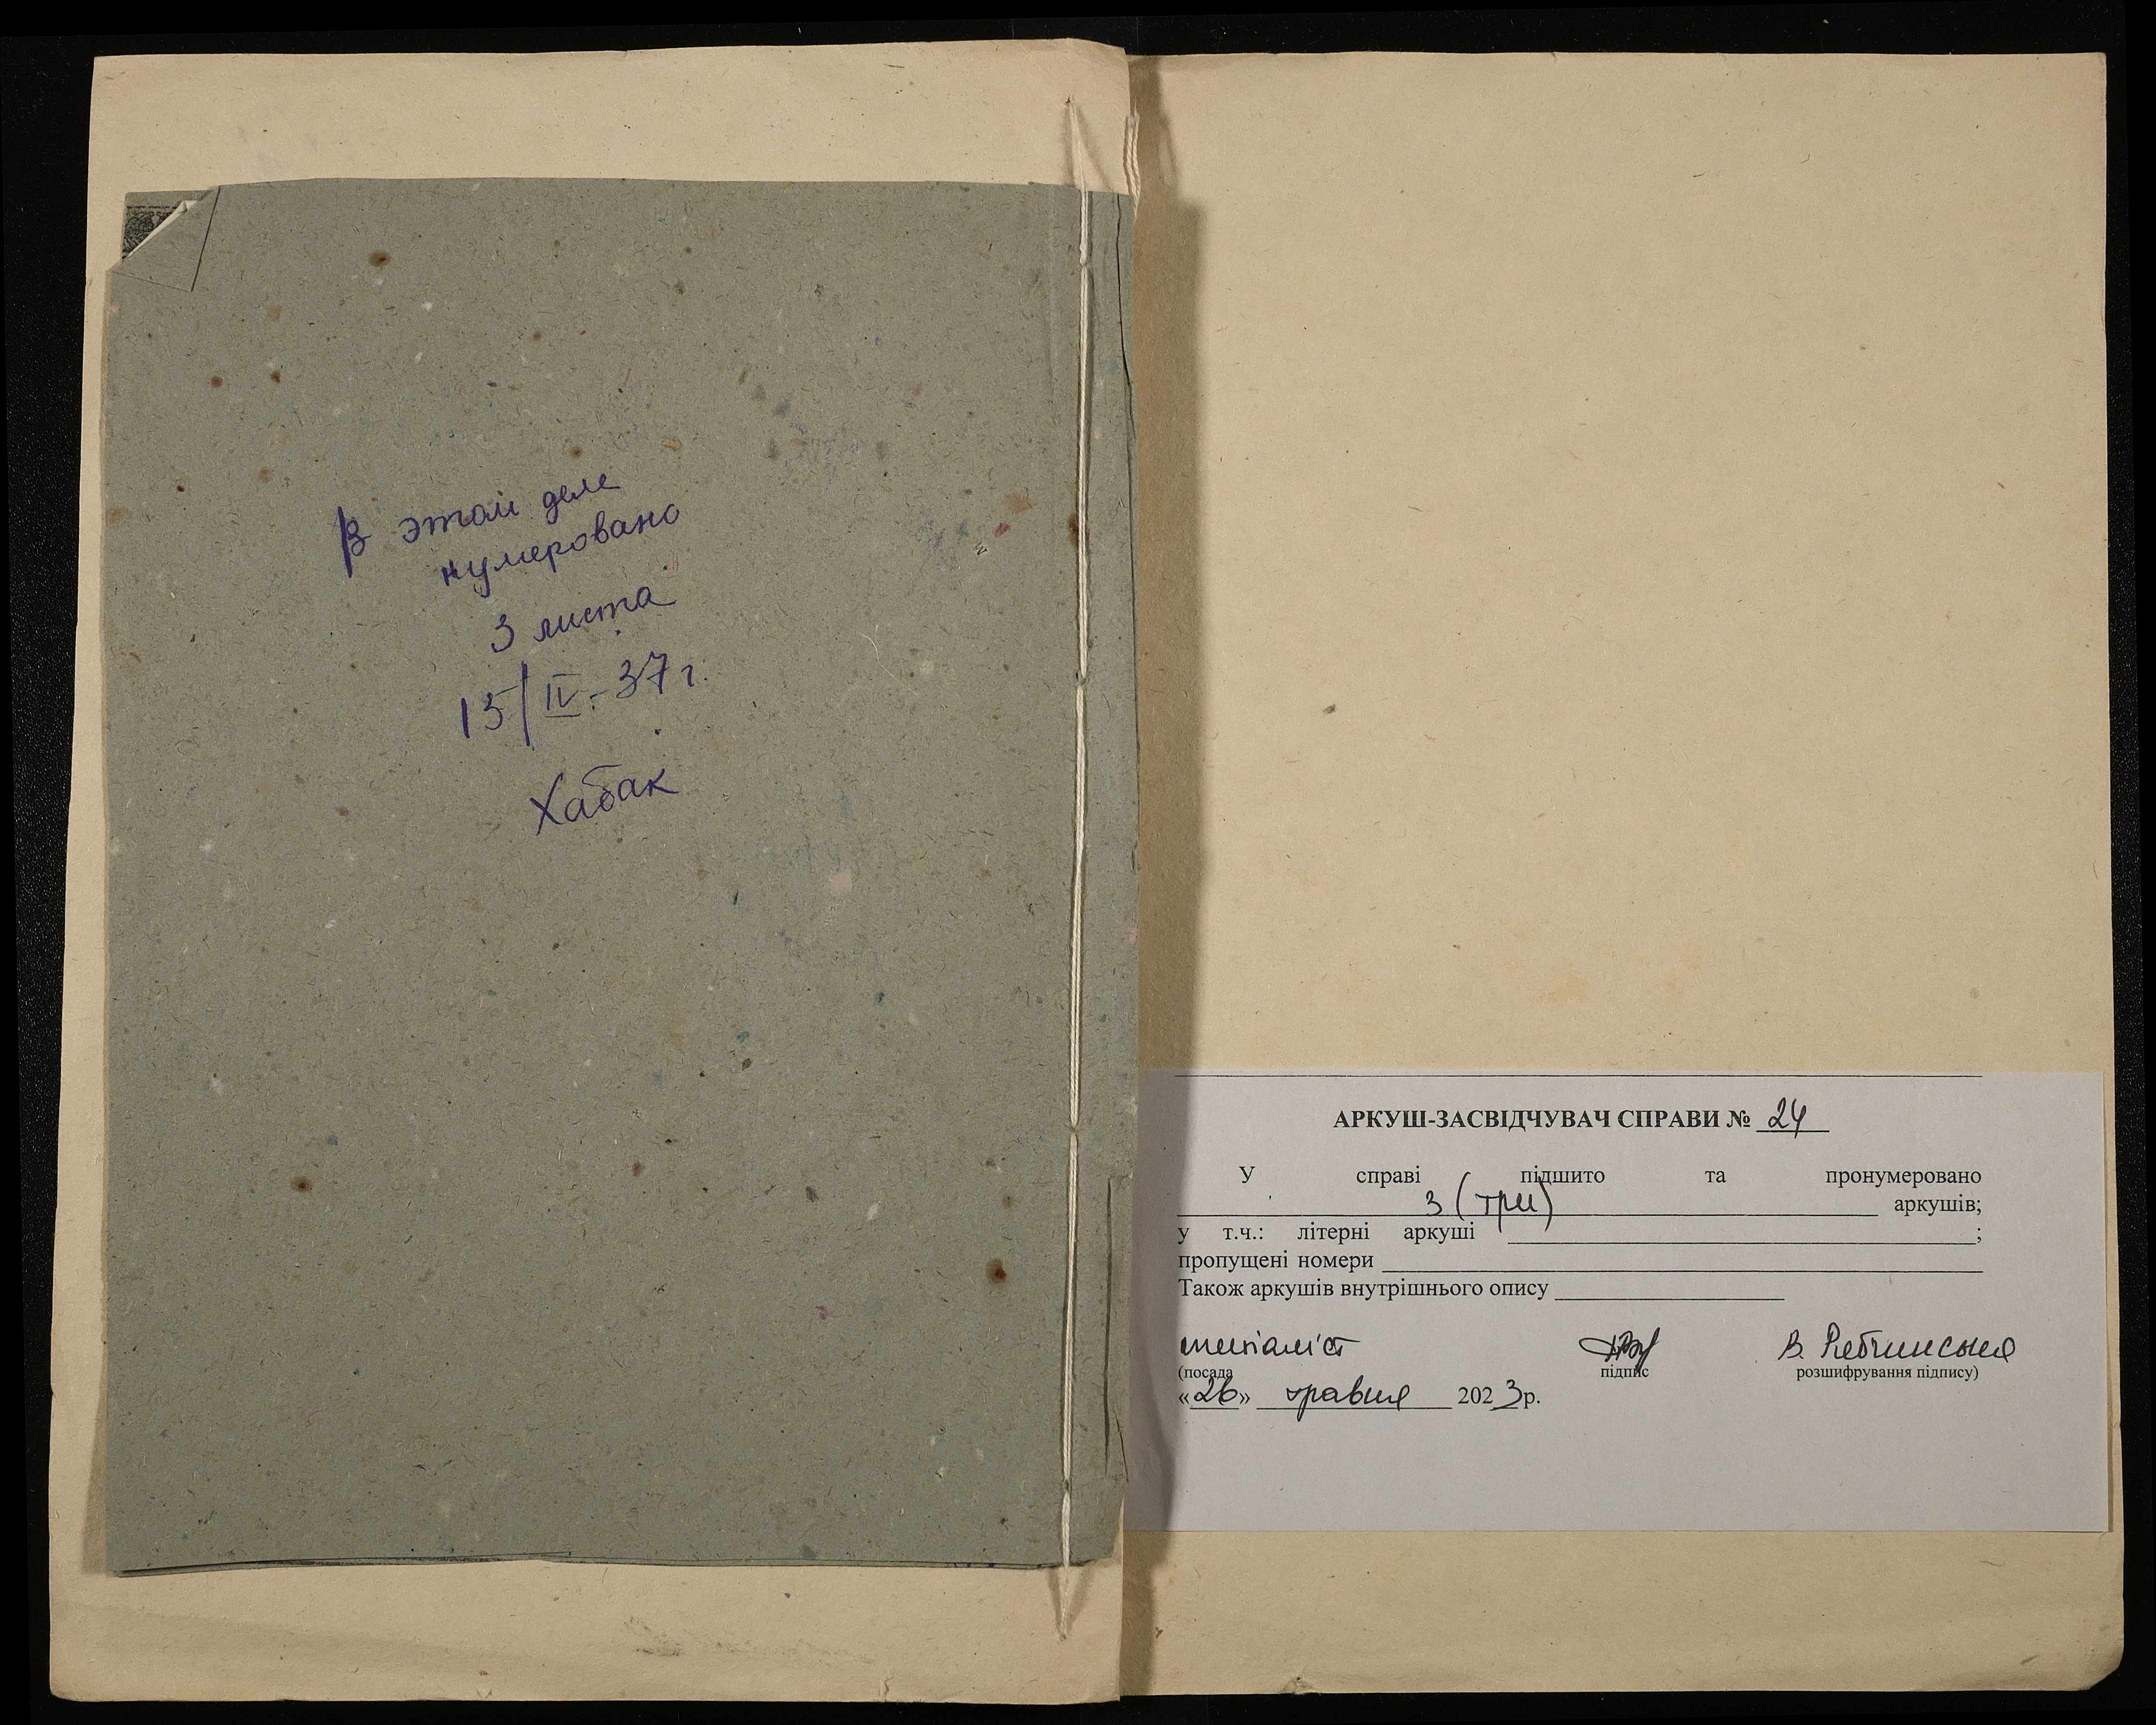 В этом деле
нумеровано
3 листа
15/IV-37 г.
Хабак
АРКУШ-ЗАСВІДЧУВАЧ СПРАВИ № 24
У справі підшито та пронумеровано
3 (три) аркушів;
у т.ч.: літерні аркуші ;
пропущені номери
Також аркушів внутрішнього опису
спеціаліст
(посада підпис розшифрування підпису)
«26» травня 2023р.